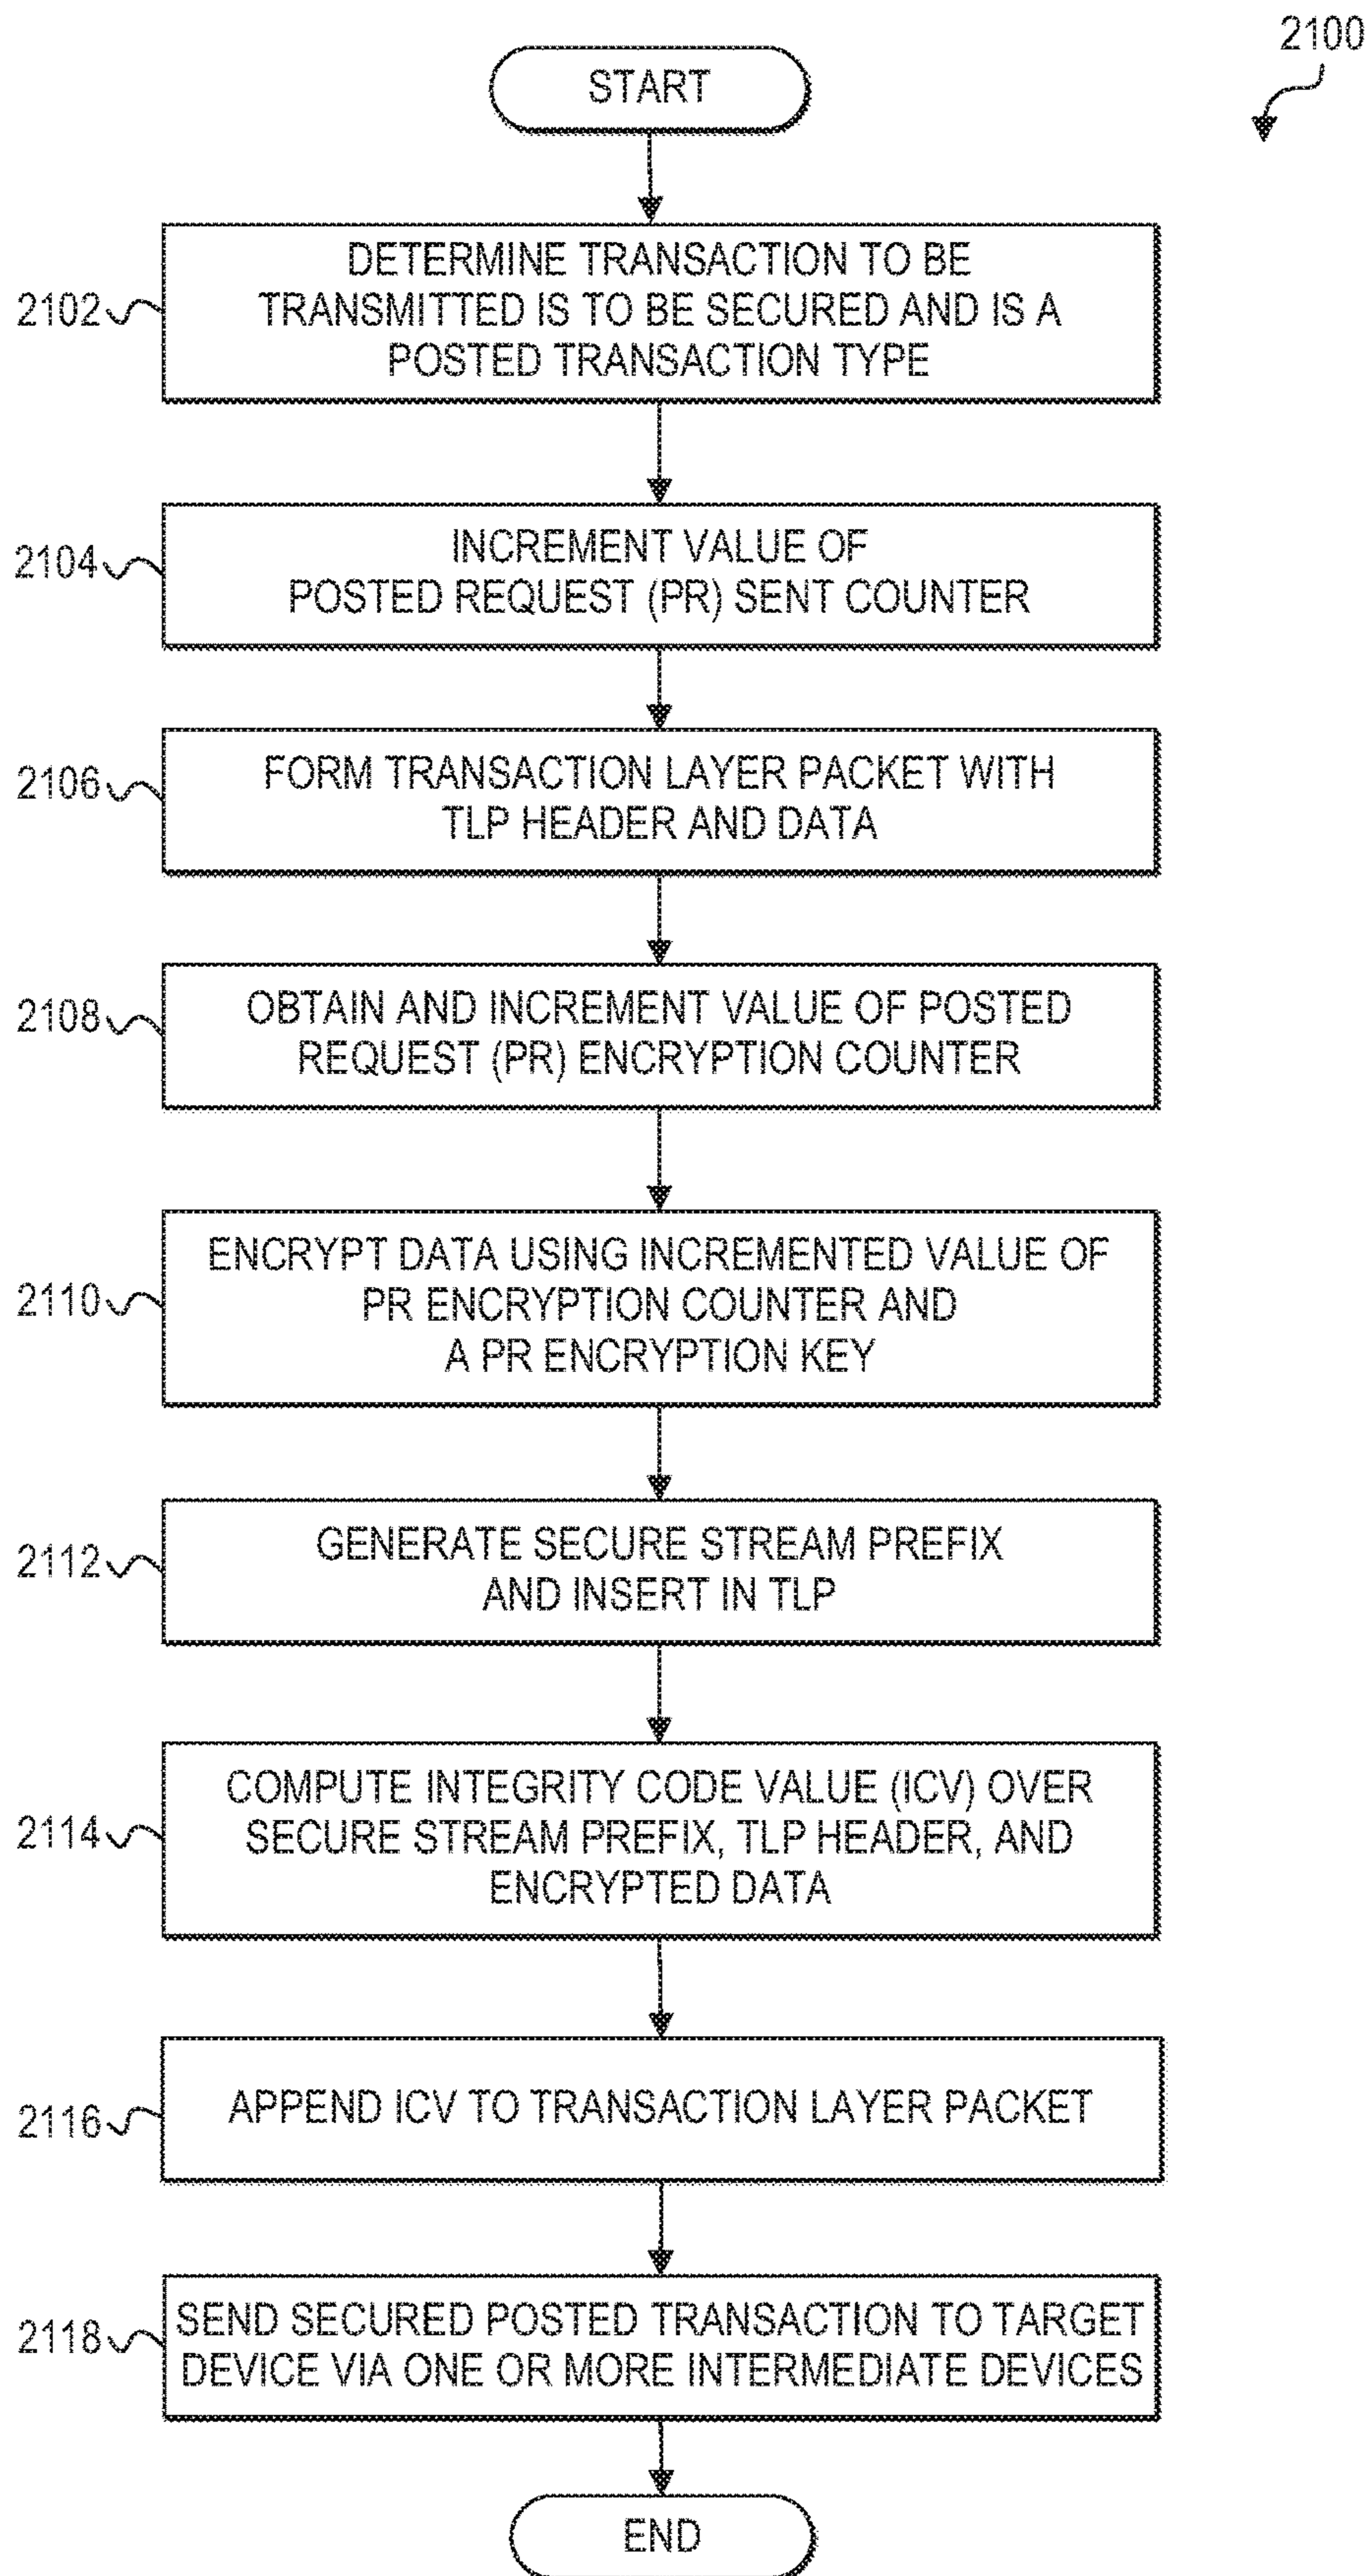 2100
START
2102
DETERMINE TRANSACTION TO BE
TRANSMITTED IS TO BE SECURED AND IS A
POSTED TRANSACTION TYPE
2104
INCREMENT VALUE OF
POSTED REQUEST (PR) SENT COUNTER
2106
FORM TRANSACTION LAYER PACKET WITH
TLP HEADER AND DATA
2108
OBTAIN AND INCREMENT VALUE OF POSTED
REQUEST (PR) ENCRYPTION COUNTER
2110
ENCRYPT DATA USING INCREMENTED VALUE OF
PR ENCRYPTION COUNTER AND
A PR ENCRYPTION KEY
2112
GENERATE SECURE STREAM PREFIX
AND INSERT IN TLP
2114
COMPUTE INTEGRITY CODE VALUE (ICV) OVER
SECURE STREAM PREFIX, TLP HEADER, AND
ENCRYPTED DATA
2116
APPEND ICV TO TRANSACTION LAYER PACKET
2118
SEND SECURED POSTED TRANSACTION TO TARGET
DEVICE VIA ONE OR MORE INTERMEDIATE DEVICES
END